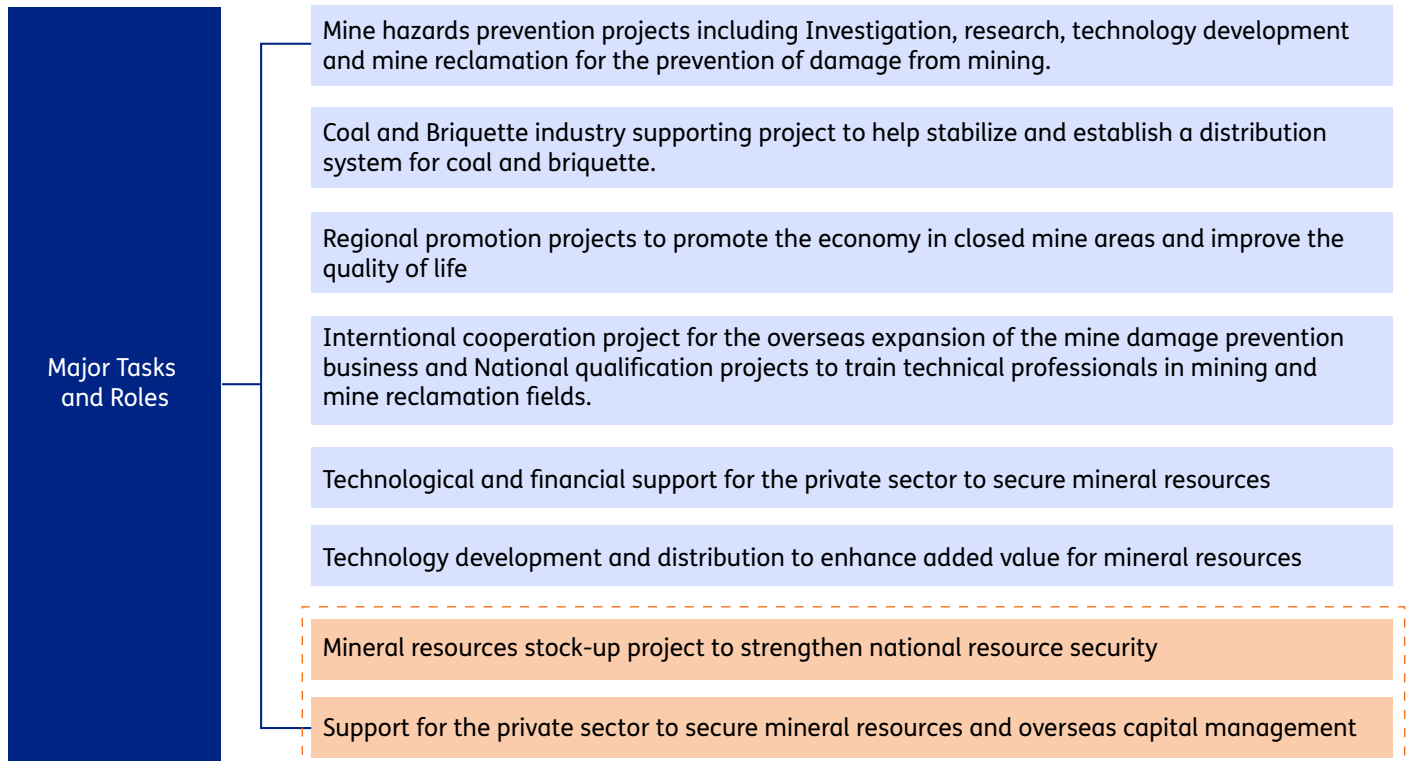 Major Tasks
and Roles
Mine hazards prevention projects including Investigation, research, technology development
and mine reclamation for the prevention of damage from mining.
Coal and Briquette industry supporting project to help stabilize and establish a distribution
system for coal and briquette.
Regional promotion projects to promote the economy in closed mine areas and improve the
quality of life
Interntional cooperation project for the overseas expansion of the mine damage prevention
business and National qualification projects to train technical professionals in mining and
mine reclamation fields.
Technological and financial support for the private sector to secure mineral resources
Technology development and distribution to enhance added value for mineral resources
Mineral resources stock-up project to strengthen national resource security
Support for the private sector to secure mineral resources and overseas capital management